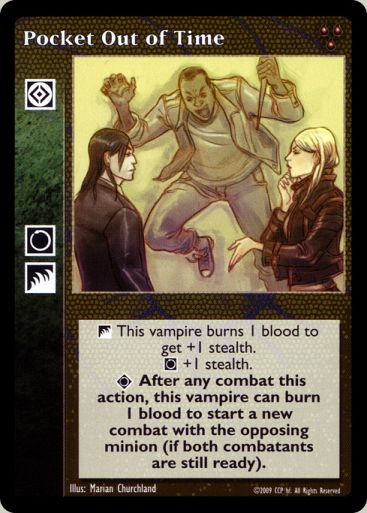 Pocket Out of Time
This vampire burns 1 blood to
get +1 stealth.
+1 stealth.
After any combat this
action, this vampire can burn
1 blood to start a new
combat with the opposing
minion (if both combatants
are still ready).
Illus: Marian Churchland ©2009 CCP hf. All Rights Reserved